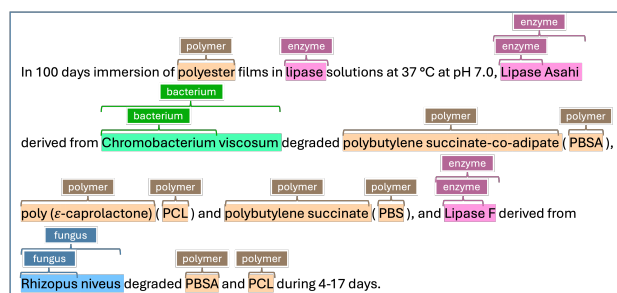 enzyme
polymer enzyme enzyme
In 100 days immersion of polyester films in lipase solutions at 37 ºC at pH 7.0, Lipase Asahi
bacterium
bacterium polymer polymer
derived from Chromobacterium viscosum degraded polybutylene succinate-co-adipate ( PBSA ),
enzyme
polymer polymer polymer polymer enzyme
poly (ε-caprolactone) ( PCL ) and polybutylene succinate ( PBS ), and Lipase F derived from
fungus
fungus polymer polymer
Rhizopus niveus degraded PBSA and PCL during 4-17 days.